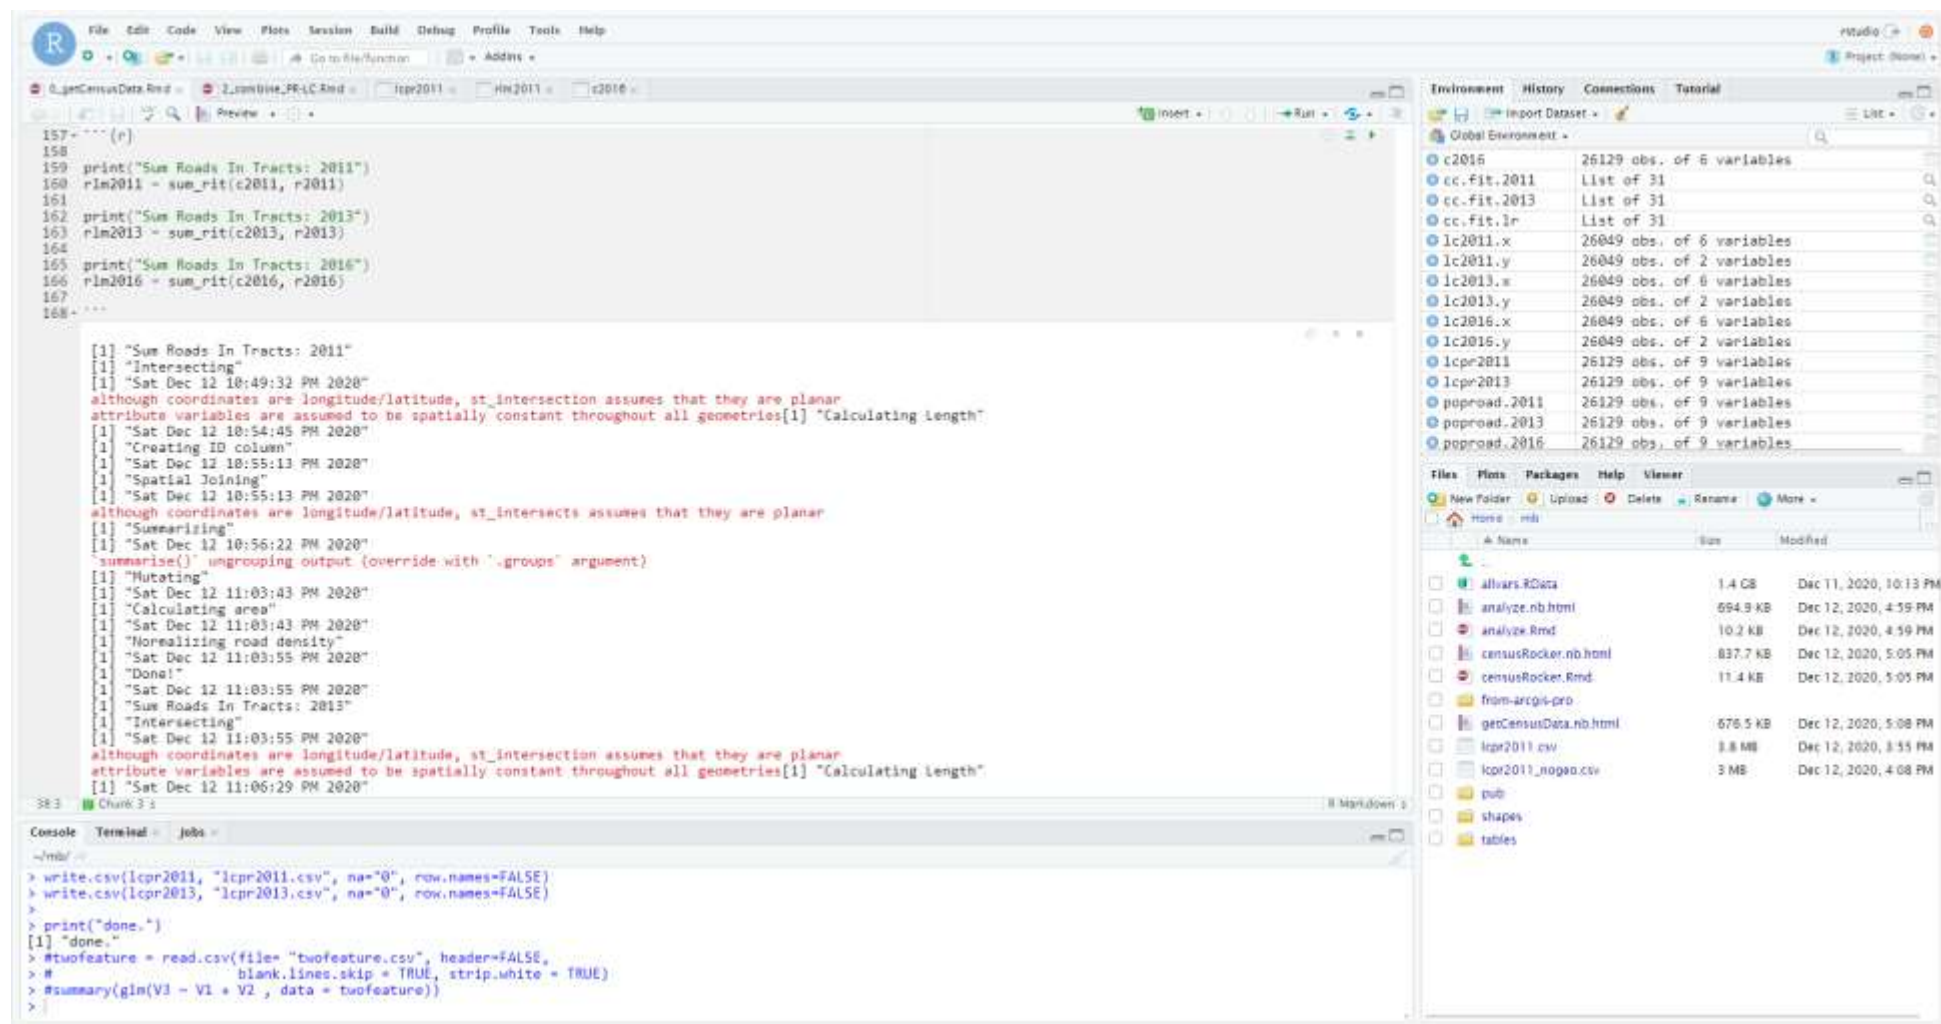 R File Edit Code View Plots Session Build Debug Profile Tools Help
rstudio
Go to file/function Addins
Project: (None)
0_getCensusData.Rmd 2_combine_PR-LC.Rmd lcpr2011 rlm2011 c2016
Preview Insert Run
157 ```{r}
158
159 print("Sum Roads In Tracts: 2011")
160 rlm2011 = sum_rit(c2011, r2011)
161
162 print("Sum Roads In Tracts: 2013")
163 rlm2013 = sum_rit(c2013, r2013)
164
165 print("Sum Roads In Tracts: 2016")
166 rlm2016 = sum_rit(c2016, r2016)
167
168 ```
[1] "Sum Roads In Tracts: 2011"
[1] "Intersecting"
[1] "Sat Dec 12 10:49:32 PM 2020"
although coordinates are longitude/latitude, st_intersection assumes that they are planar
attribute variables are assumed to be spatially constant throughout all geometries[1] "Calculating Length"
[1] "Sat Dec 12 10:54:45 PM 2020"
[1] "Creating ID column"
[1] "Sat Dec 12 10:55:13 PM 2020"
[1] "Spatial Joining"
[1] "Sat Dec 12 10:55:13 PM 2020"
although coordinates are longitude/latitude, st_intersects assumes that they are planar
[1] "Summarizing"
[1] "Sat Dec 12 10:56:22 PM 2020"
`summarise()` ungrouping output (override with `.groups` argument)
[1] "Mutating"
[1] "Sat Dec 12 11:03:43 PM 2020"
[1] "Calculating area"
[1] "Sat Dec 12 11:03:43 PM 2020"
[1] "Normalizing road density"
[1] "Sat Dec 12 11:03:55 PM 2020"
[1] "Done!"
[1] "Sat Dec 12 11:03:55 PM 2020"
[1] "Sum Roads In Tracts: 2013"
[1] "Intersecting"
[1] "Sat Dec 12 11:03:55 PM 2020"
although coordinates are longitude/latitude, st_intersection assumes that they are planar
attribute variables are assumed to be spatially constant throughout all geometries[1] "Calculating Length"
[1] "Sat Dec 12 11:06:29 PM 2020"
38:3 Chunk 3 R Markdown
Console Terminal Jobs
~/mb/
> write.csv(lcpr2011, "lcpr2011.csv", na="0", row.names=FALSE)
> write.csv(lcpr2013, "lcpr2013.csv", na="0", row.names=FALSE)
>
> print("done.")
[1] "done."
> #twofeature = read.csv(file= "twofeature.csv", header=FALSE,
> # blank.lines.skip = TRUE, strip.white = TRUE)
> #summary(glm(V3 ~ V1 + V2 , data = twofeature))
>
Environment History Connections Tutorial
Import Dataset List
Global Environment
c2016 26129 obs. of 6 variables
cc.fit.2011 List of 31
cc.fit.2013 List of 31
cc.fit.lr List of 31
lc2011.x 26049 obs. of 6 variables
lc2011.y 26049 obs. of 2 variables
lc2013.x 26049 obs. of 6 variables
lc2013.y 26049 obs. of 2 variables
lc2016.x 26049 obs. of 6 variables
lc2016.y 26049 obs. of 2 variables
lcpr2011 26129 obs. of 9 variables
lcpr2013 26129 obs. of 9 variables
poproad.2011 26129 obs. of 9 variables
poproad.2013 26129 obs. of 9 variables
poproad.2016 26129 obs. of 9 variables
Files Plots Packages Help Viewer
New Folder Upload Delete Rename More
Home mb
Name Size Modified
..
allvars.RData 1.4 GB Dec 11, 2020, 10:13 PM
analyze.nb.html 694.9 KB Dec 12, 2020, 4:59 PM
analyze.Rmd 10.2 KB Dec 12, 2020, 4:59 PM
censusRocker.nb.html 837.7 KB Dec 12, 2020, 5:05 PM
censusRocker.Rmd 11.4 KB Dec 12, 2020, 5:05 PM
from-arcgis-pro
getCensusData.nb.html 676.5 KB Dec 12, 2020, 5:08 PM
lcpr2011.csv 3.8 MB Dec 12, 2020, 3:55 PM
lcpr2011_nogeo.csv 3 MB Dec 12, 2020, 4:08 PM
pub
shapes
tables